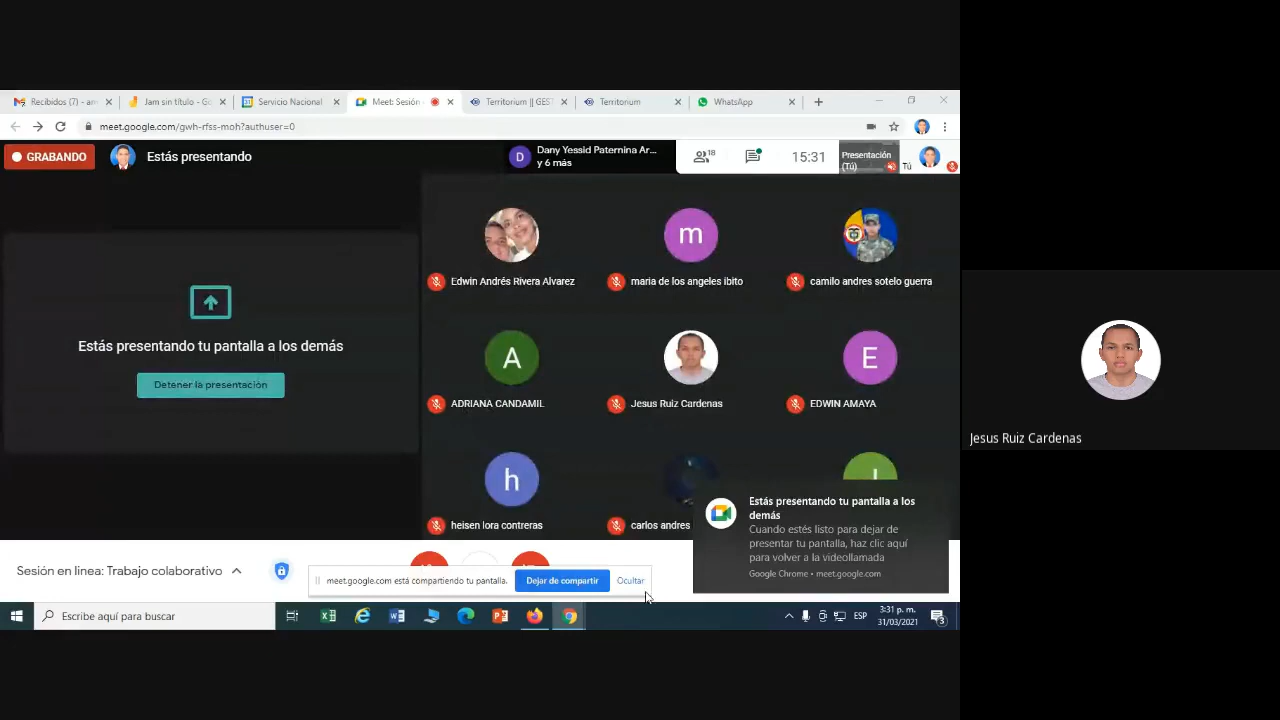 Recibidos (7) - an
Jam sin título - Go
Servicio Nacional
Meet: Sesión
Territorium || GEST
Territorium
WhatsApp
meet.google.com/gwh-rfss-moh?authuser=0
GRABANDO
Estás presentando
D
Dany Yessid Paternina Ar...
y 6 más
18
15:31
Presentación
(Tú)
Tú
Edwin Andrés Rivera Alvarez
m
maria de los angeles ibito
camilo andres sotelo guerra
Estás presentando tu pantalla a los demás
Detener la presentación
A
ADRIANA CANDAMIL
Jesus Ruiz Cardenas
E
EDWIN AMAYA
h
heisen lora contreras
carlos andres
Estás presentando tu pantalla a los
demás
Cuando estés listo para dejar de
presentar tu pantalla, haz clic aquí
para volver a la videollamada
Google Chrome • meet.google.com
Jesus Ruiz Cardenas
Sesión en linea: Trabajo colaborativo
meet.google.com está compartiendo tu pantalla.
Dejar de compartir
Ocultar
Escribe aquí para buscar
ESP
3:31 p. m.
31/03/2021
3